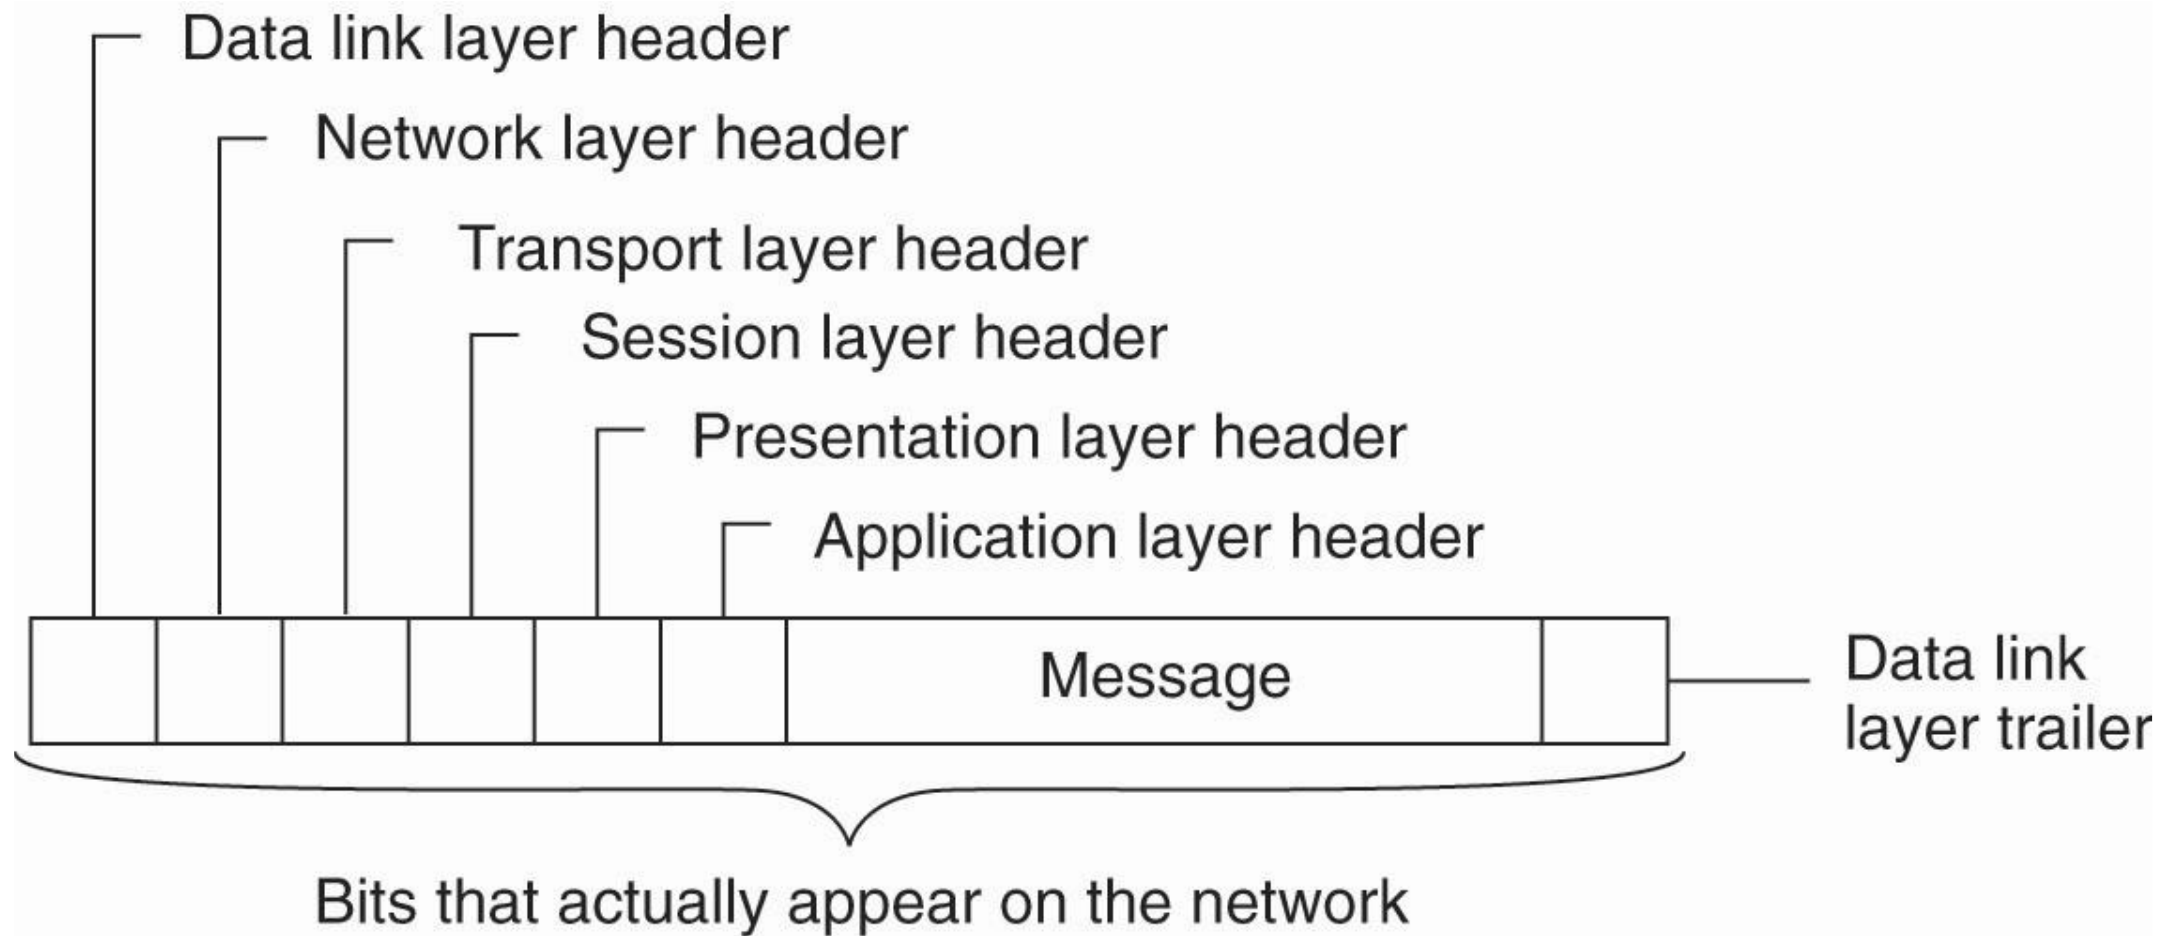 Data link layer header
Network layer header
Transport layer header
Session layer header
Presentation layer header
Application layer header
Message
Data link
layer trailer
Bits that actually appear on the network